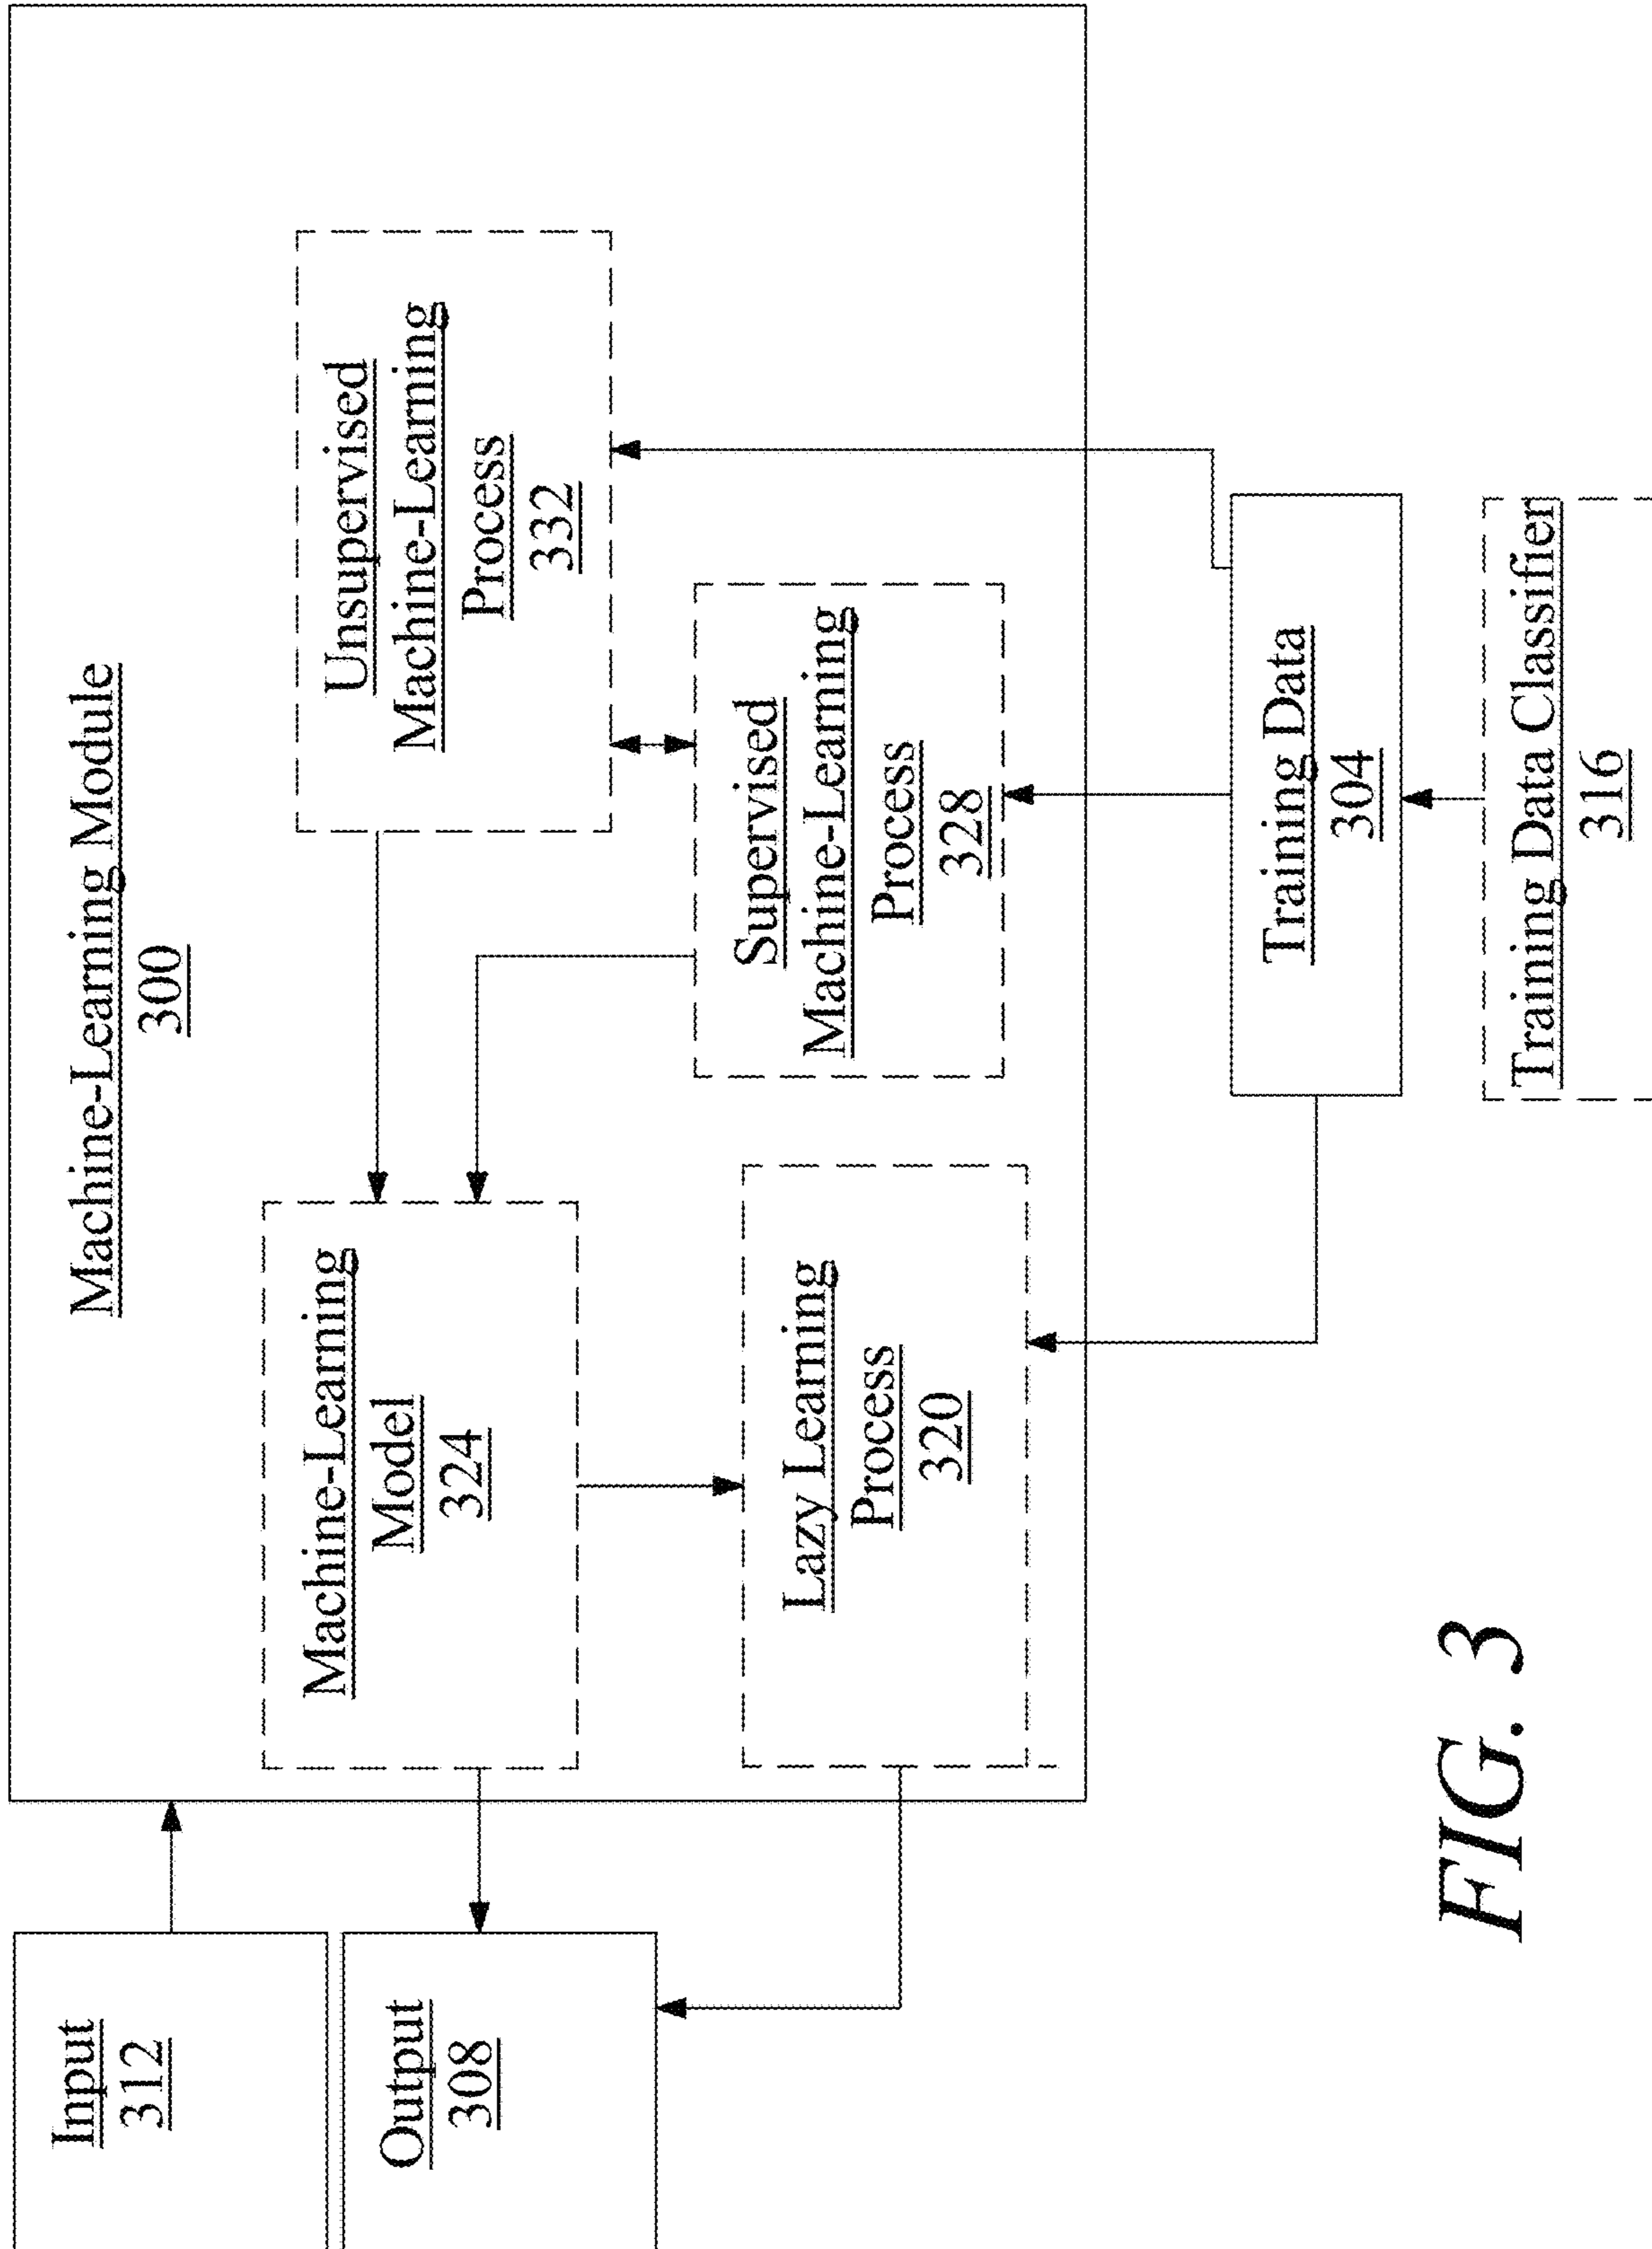 Machine-Learning Module
300
Input
312
Machine-Learning
Model
324
Unsupervised
Machine-Learning
Process
332
Output
308
Lazy Learning
Process
320
Supervised
Machine-Learning
Process
328
Training Data
304
Training Data Classifier
316
FIG. 3